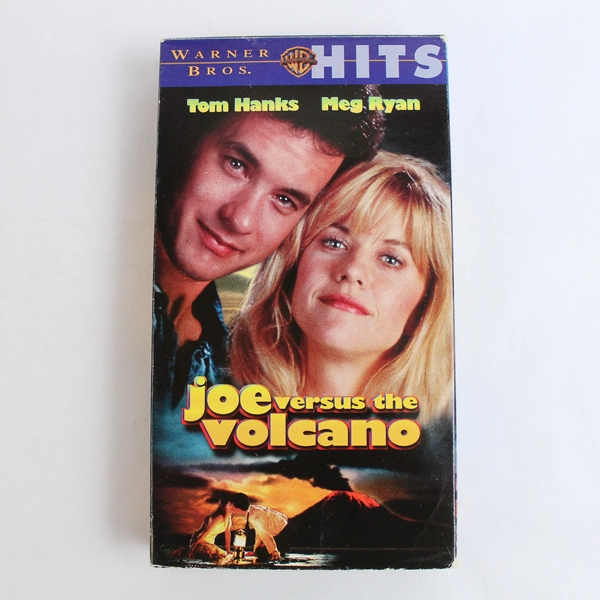 WARNER BROS. WB HITS
Tom Hanks Meg Ryan
joe versus the
volcano